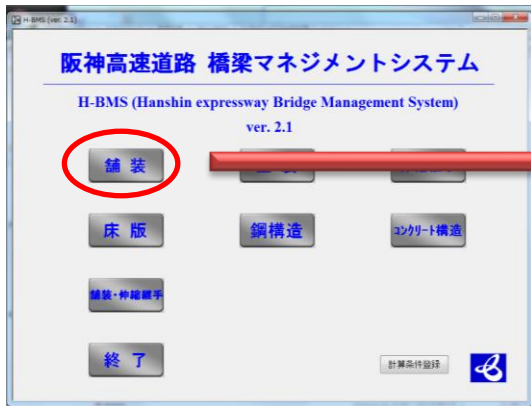 H-BMS (ver. 2.1)
阪神高速道路 橋梁マネジメントシステム
H-BMS (Hanshin expressway Bridge Management System)
ver. 2.1
舗 装
床 版
鋼構造
コンクリート構造
舗装・伸縮継手
終 了
計算条件登録